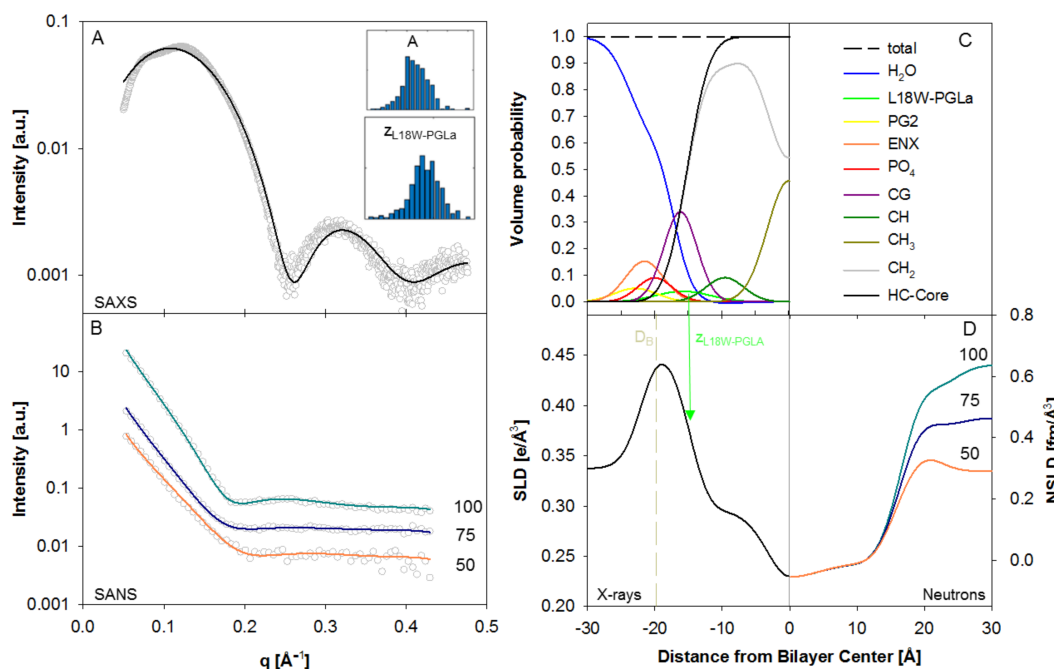 A
0.1
0.01
0.001
Intensity [a.u.]
SAXS
A
zL18W-PGLa
B
10
1
0.1
0.01
0.001
Intensity [a.u.]
100
75
50
SANS
0.0 0.1 0.2 0.3 0.4 0.5
q [Å-1]
C
1.0
0.9
0.8
0.7
0.6
0.5
0.4
0.3
0.2
0.1
0.0
Volume probability
total
H2O
L18W-PGLa
PG2
ENX
PO4
CG
CH
CH3
CH2
HC-Core
D
DB
zL18W-PGLA
0.45
0.40
0.35
0.30
0.25
0.20
SLD [e/Å3]
100
75
50
0.8
0.6
0.4
0.2
0.0
NSLD [fm/Å3]
X-rays
Neutrons
-30 -20 -10 0 10 20 30
Distance from Bilayer Center [Å]